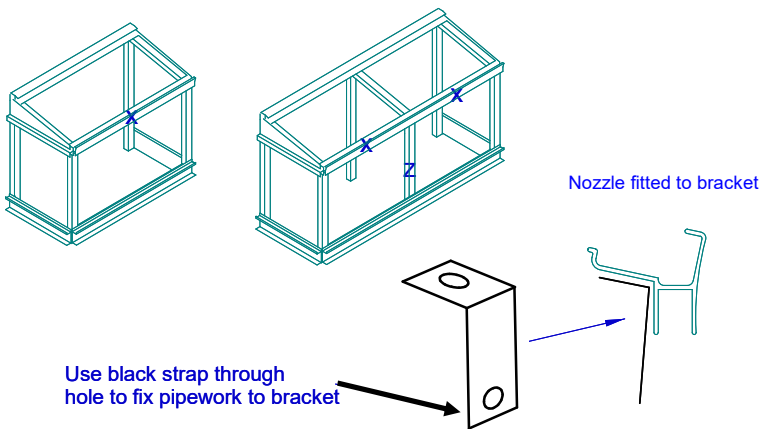 X
X
X
Z
Nozzle fitted to bracket
Use black strap through
hole to fix pipework to bracket